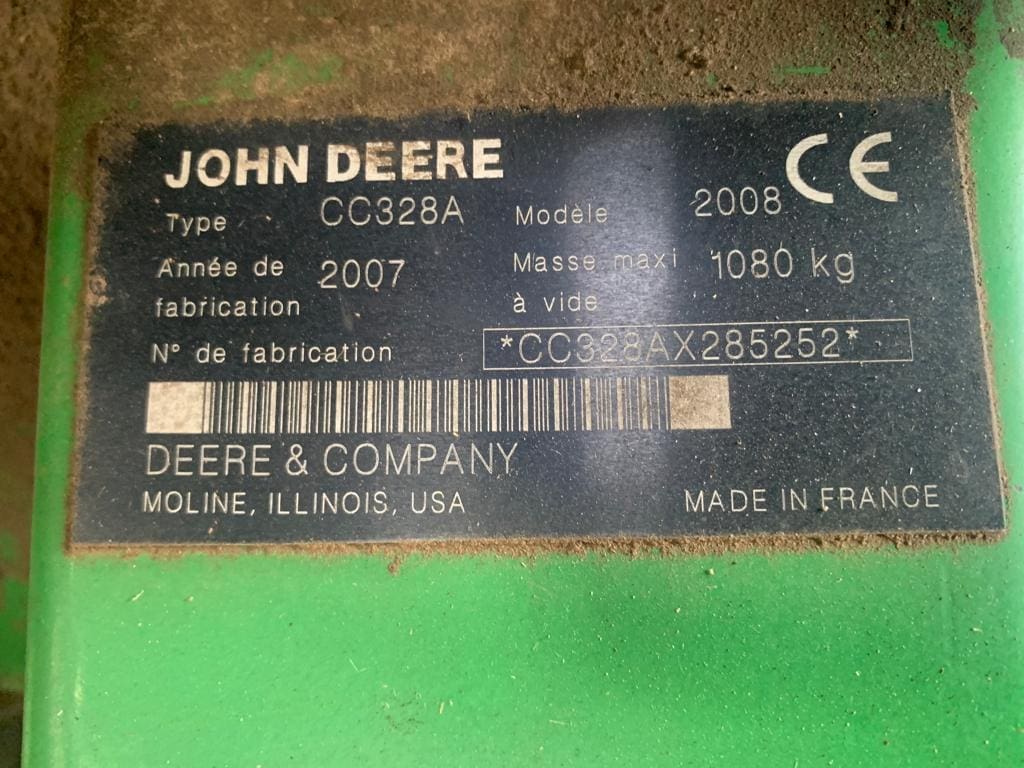 JOHN DEERE CE
Type CC328A Modèle 2008
Année de fabrication 2007 Masse maxi à vide 1080 kg
N° de fabrication *CC328AX285252*
DEERE & COMPANY
MOLINE, ILLINOIS, USA MADE IN FRANCE